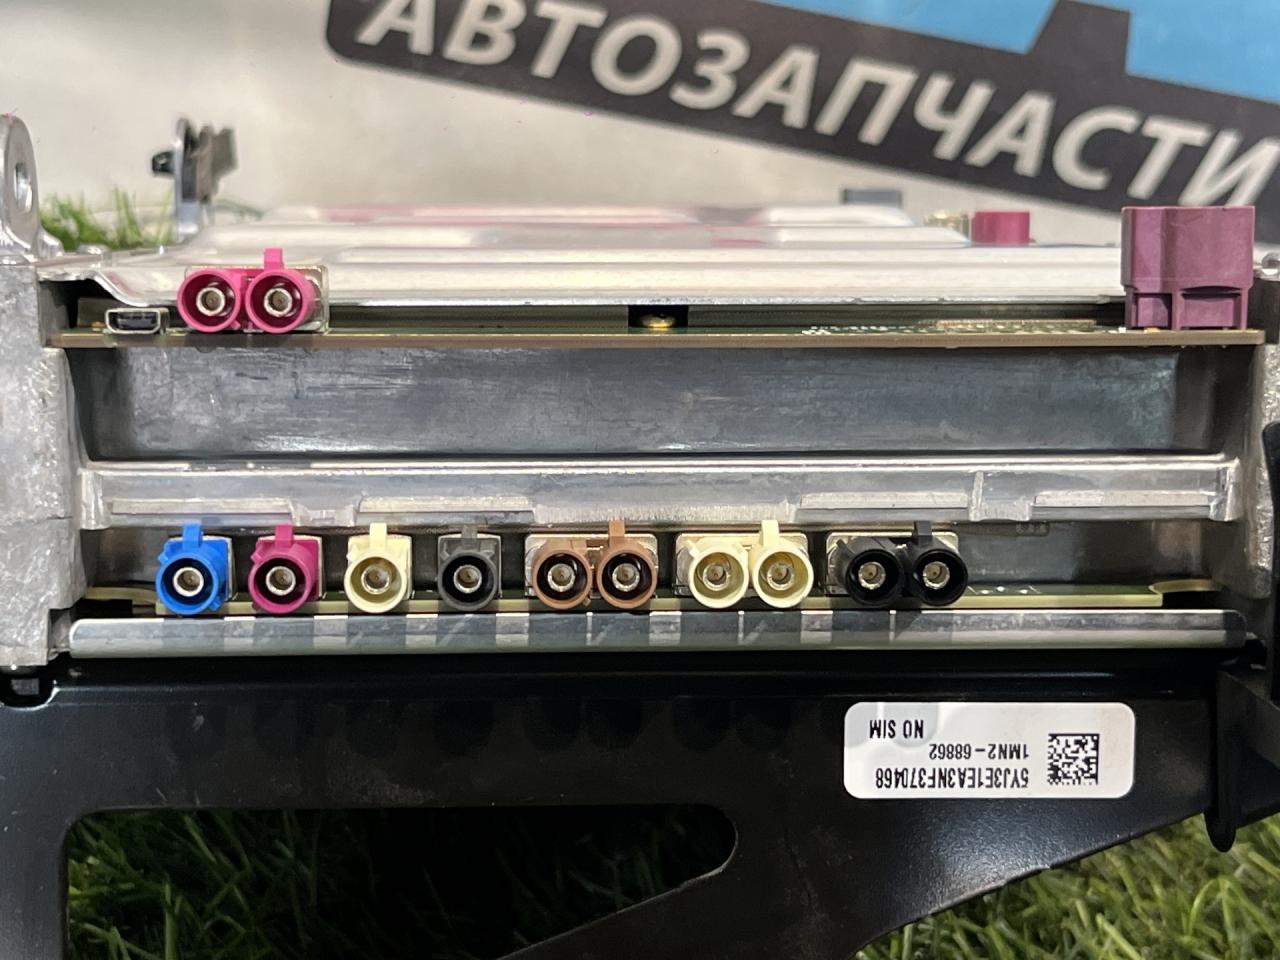 АВТОЗАПЧАСТИ
5YJ3E1EA3NF370468
1MN2-68862
NO SIM